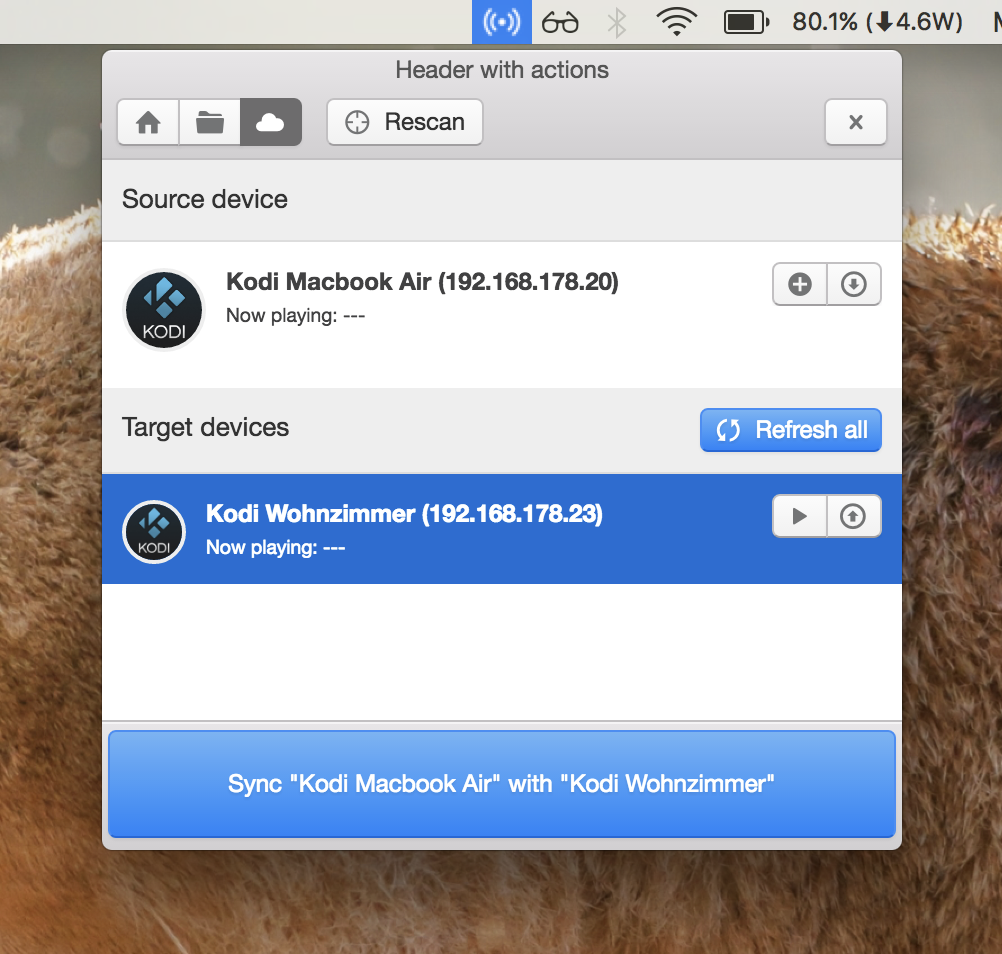 80.1% (⬇4.6W)
Header with actions
Rescan
Source device
KODI
Kodi Macbook Air (192.168.178.20)
Now playing: ---
Target devices
Refresh all
KODI
Kodi Wohnzimmer (192.168.178.23)
Now playing: ---
Sync "Kodi Macbook Air" with "Kodi Wohnzimmer"